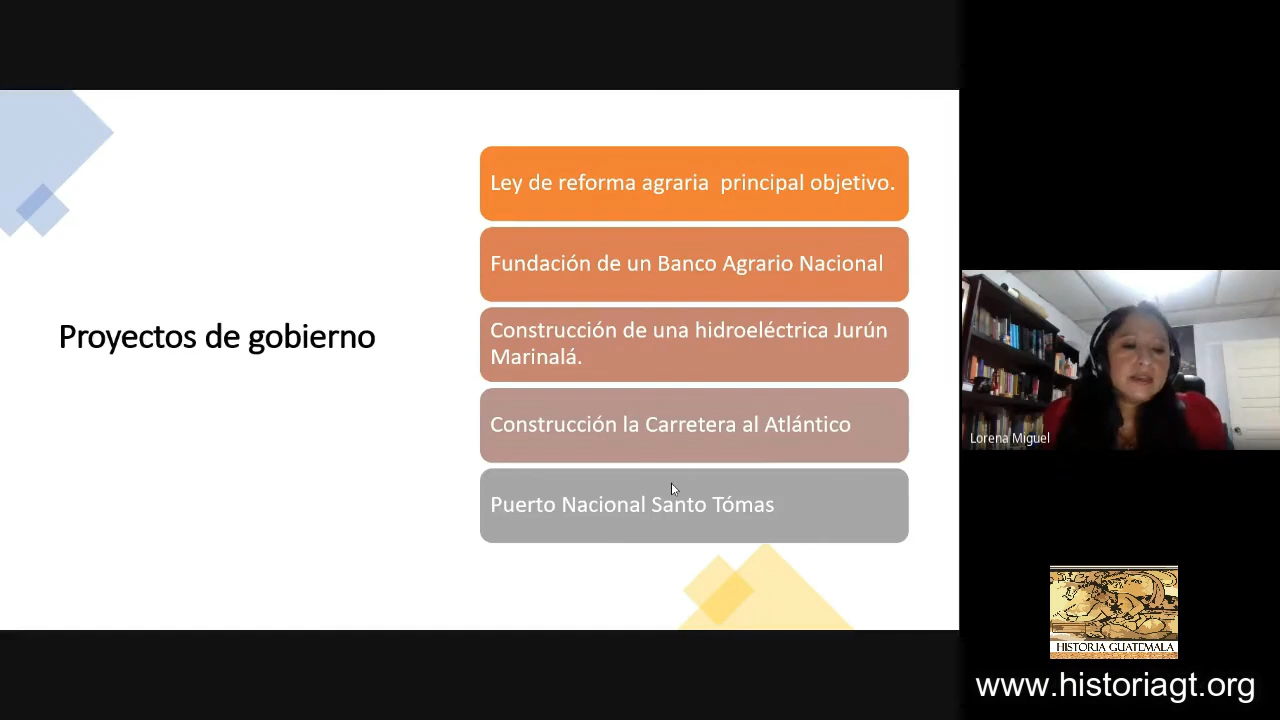 Proyectos de gobierno
Ley de reforma agraria  principal objetivo.
Fundación de un Banco Agrario Nacional
Construcción de una hidroeléctrica Jurún
Marinalá.
Construcción la Carretera al Atlántico
Puerto Nacional Santo Tómas
Lorena Miguel
HISTORIA GUATEMALA
www.historiagt.org